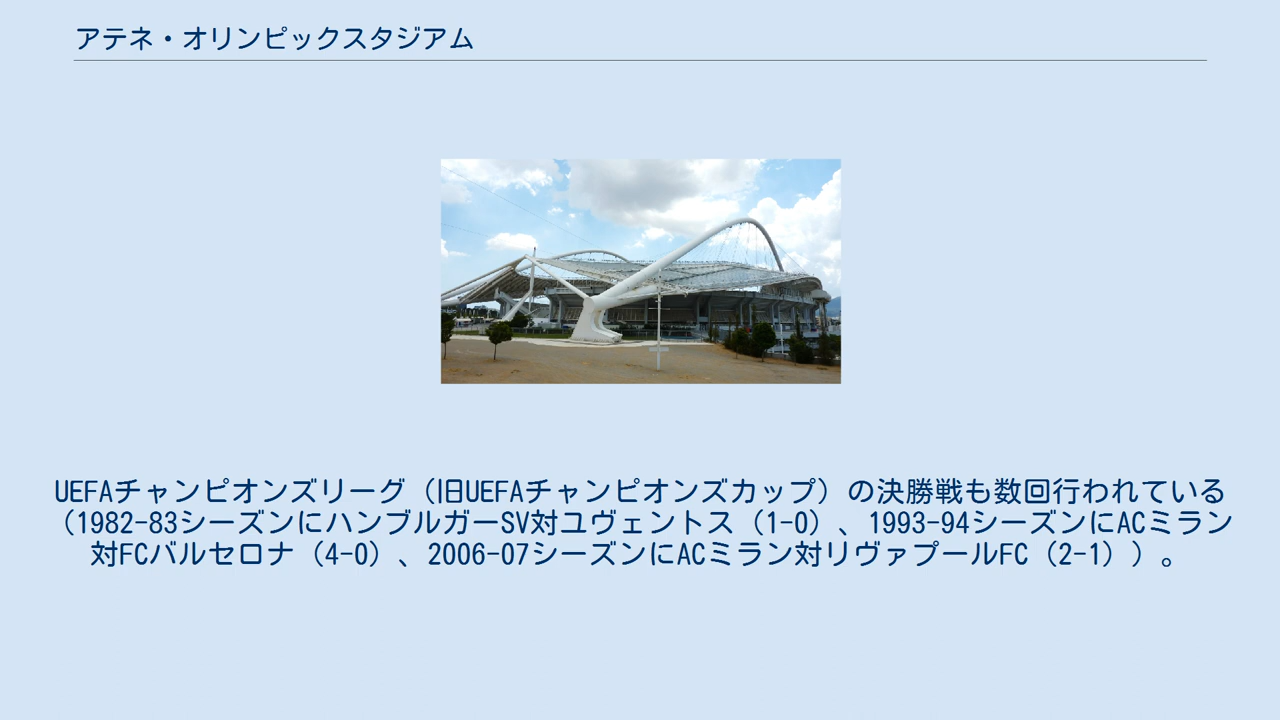 アテネ・オリンピックスタジアム
UEFAチャンピオンズリーグ（旧UEFAチャンピオンズカップ）の決勝戦も数回行われている
（1982-83シーズンにハンブルガーSV対ユヴェントス（1-0）、1993-94シーズンにACミラン
対FCバルセロナ（4-0）、2006-07シーズンにACミラン対リヴァプールFC（2-1））。